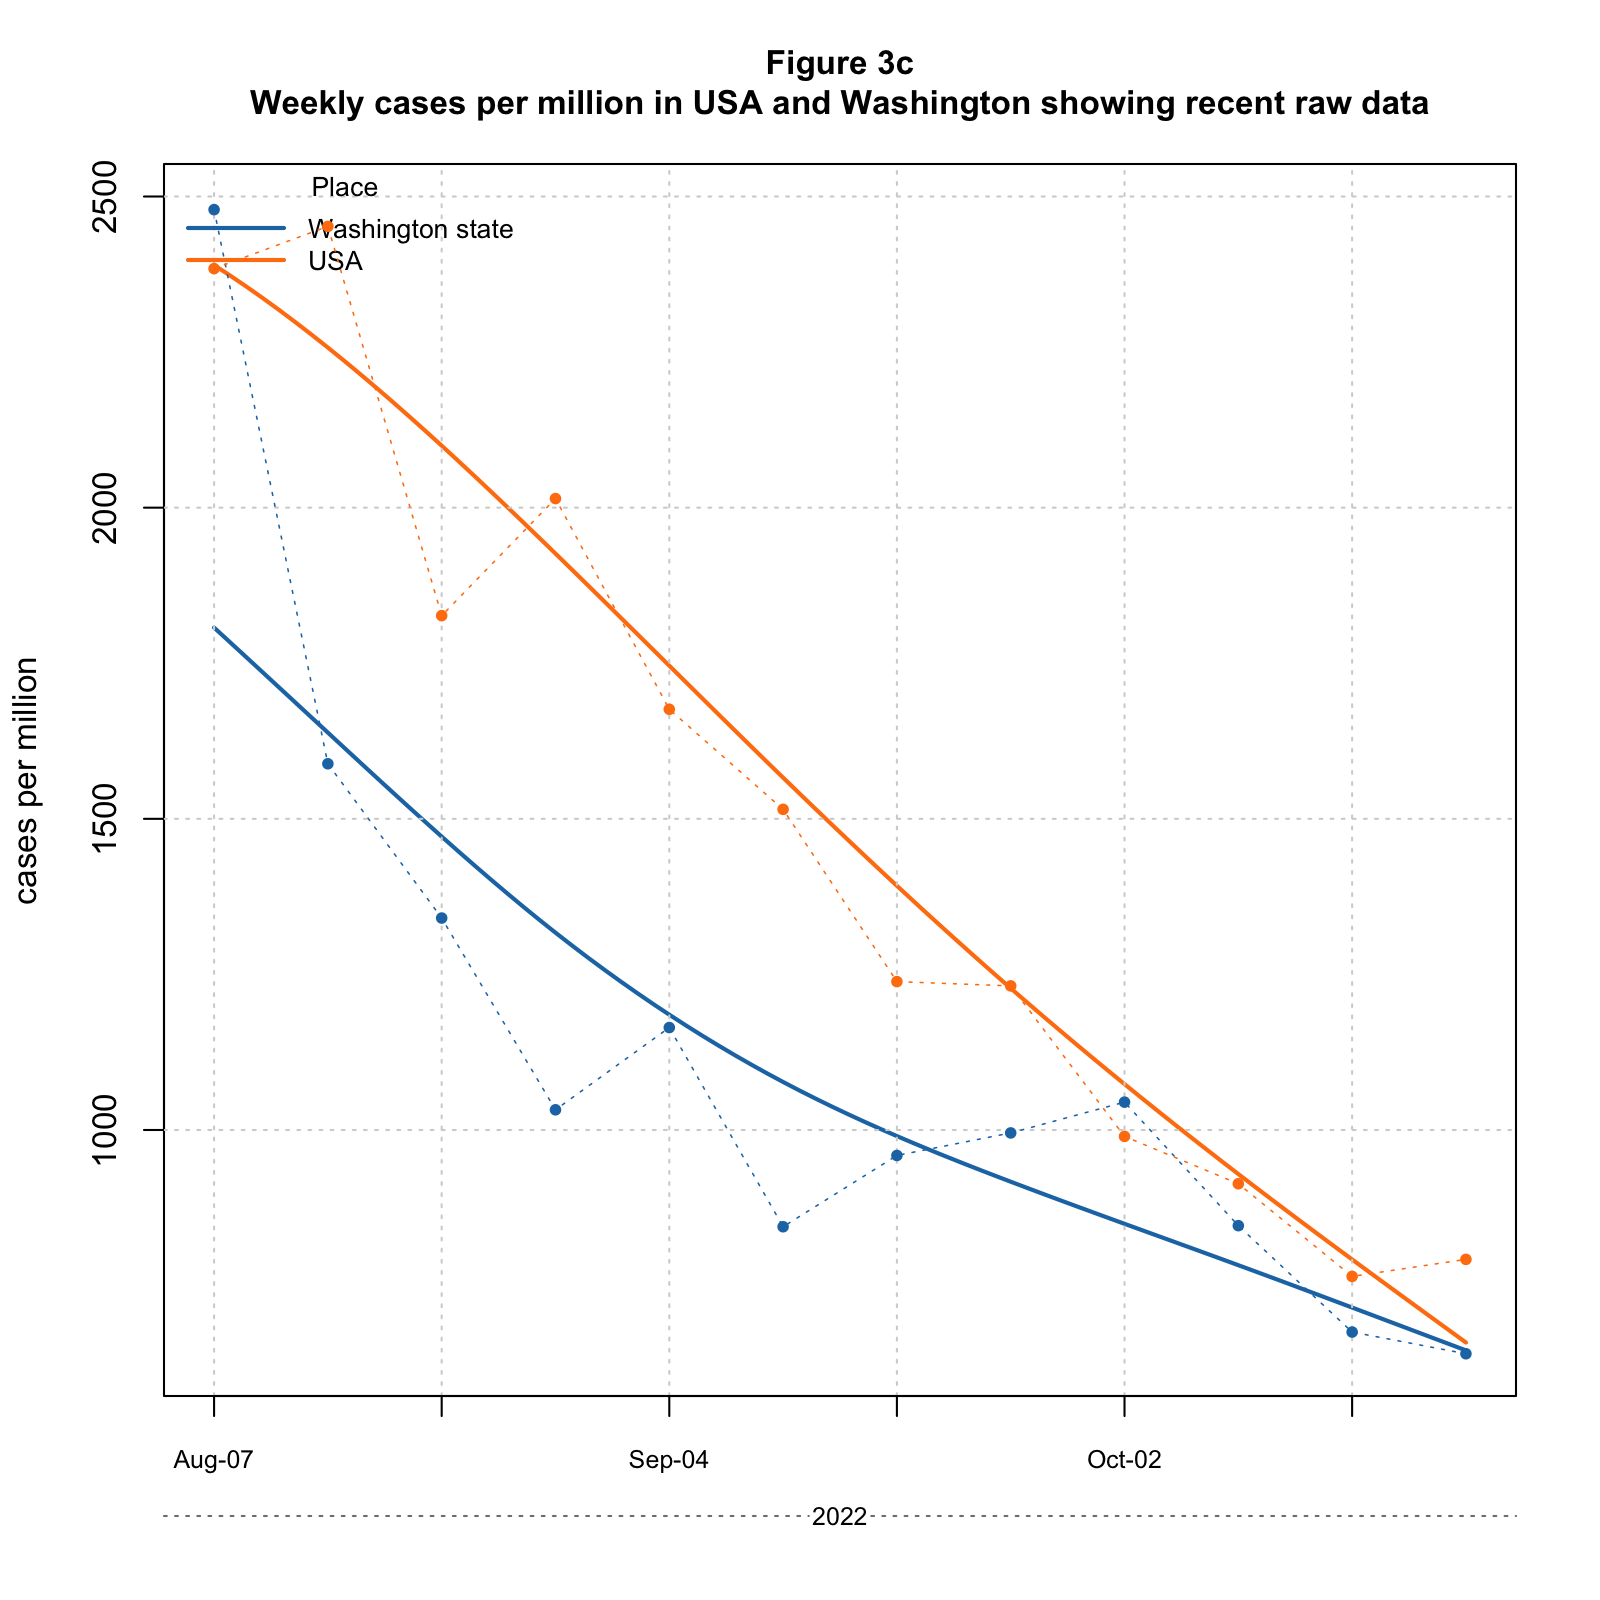 Figure 3c
Weekly cases per million in USA and Washington showing recent raw data
Place
Washington state
USA
cases per million
2500
2000
1500
1000
Aug-07
Sep-04
Oct-02
2022